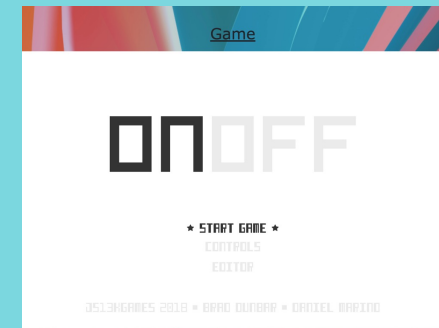 Game
ONOFF
★ START GAME ★
CONTROLS
EDITOR
JS13KGAMES 2018 * BRAD DUNBAR * DANIEL MARINO